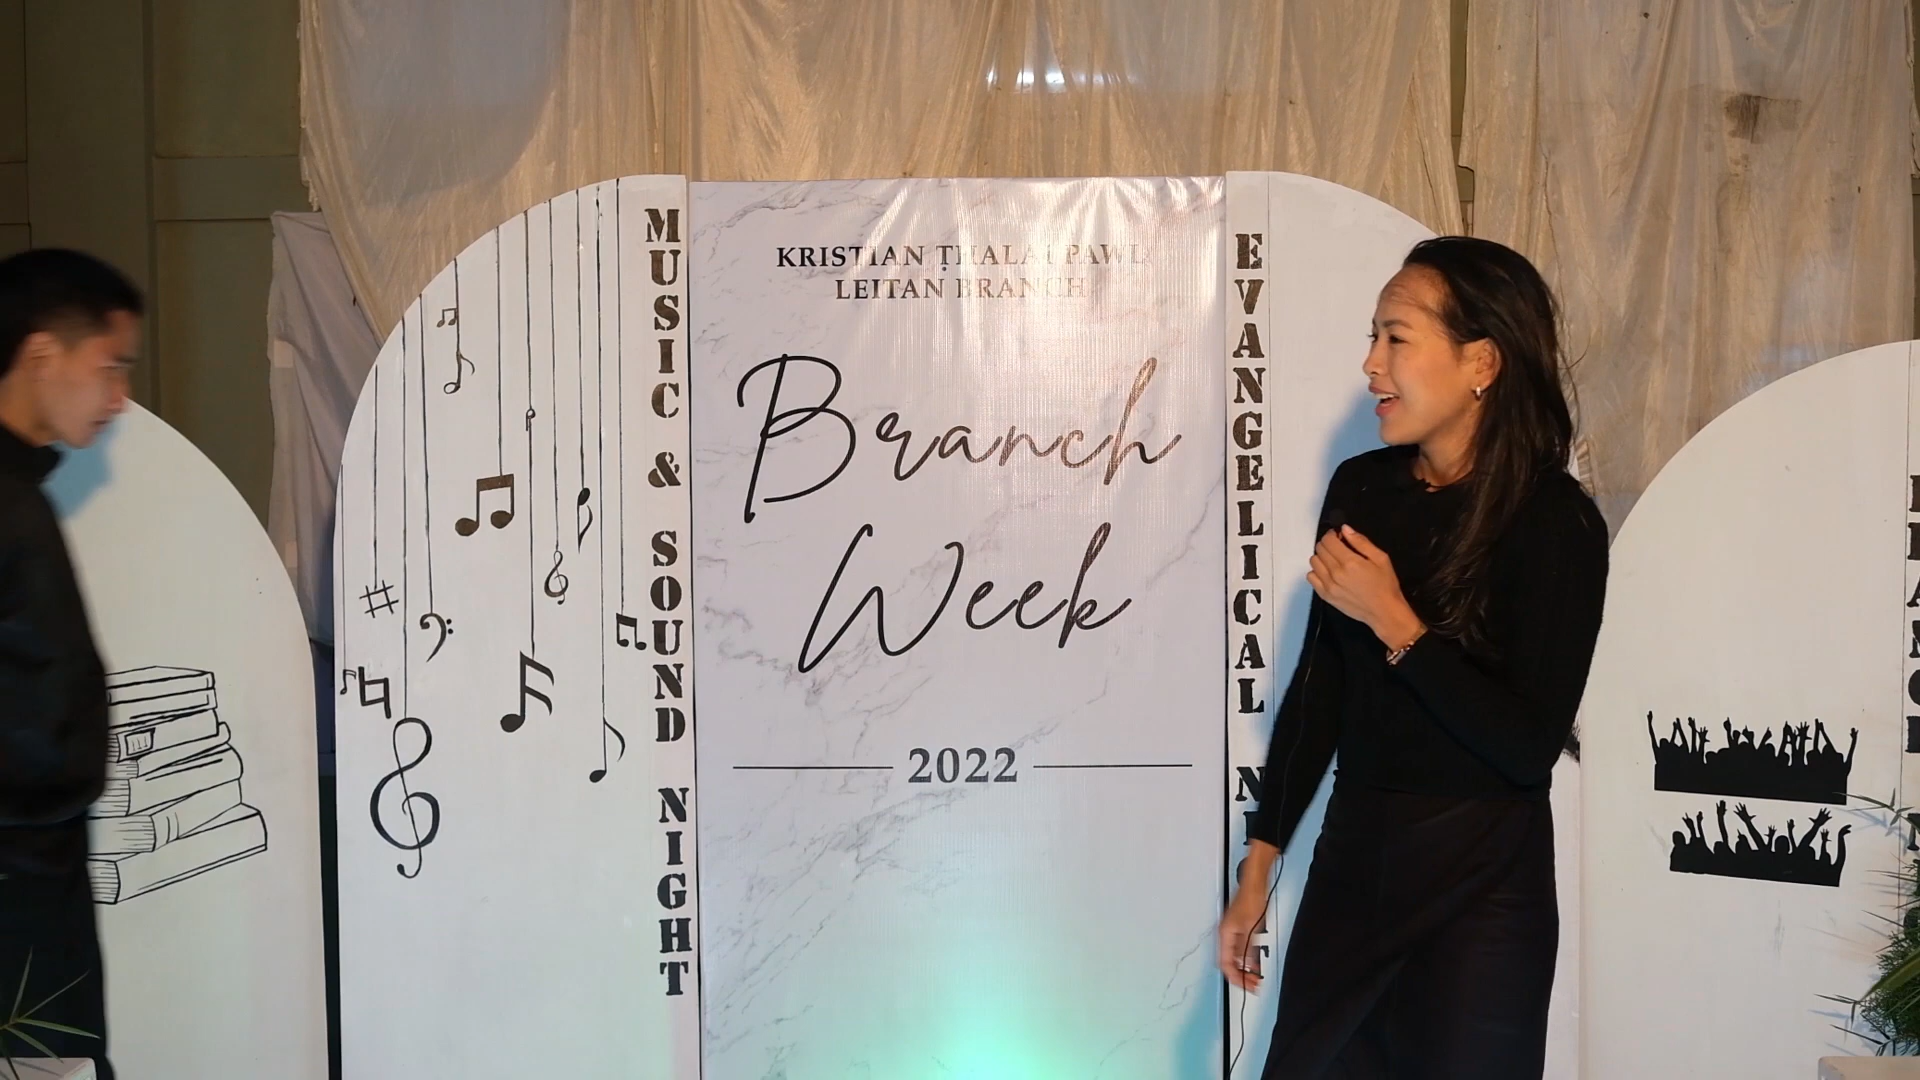 MUSIC & SOUND NIGHT
KRISTIAN ṬHALAI PAWL
LEITAN BRANCH
Branch
Week
2022
EVANGELICAL